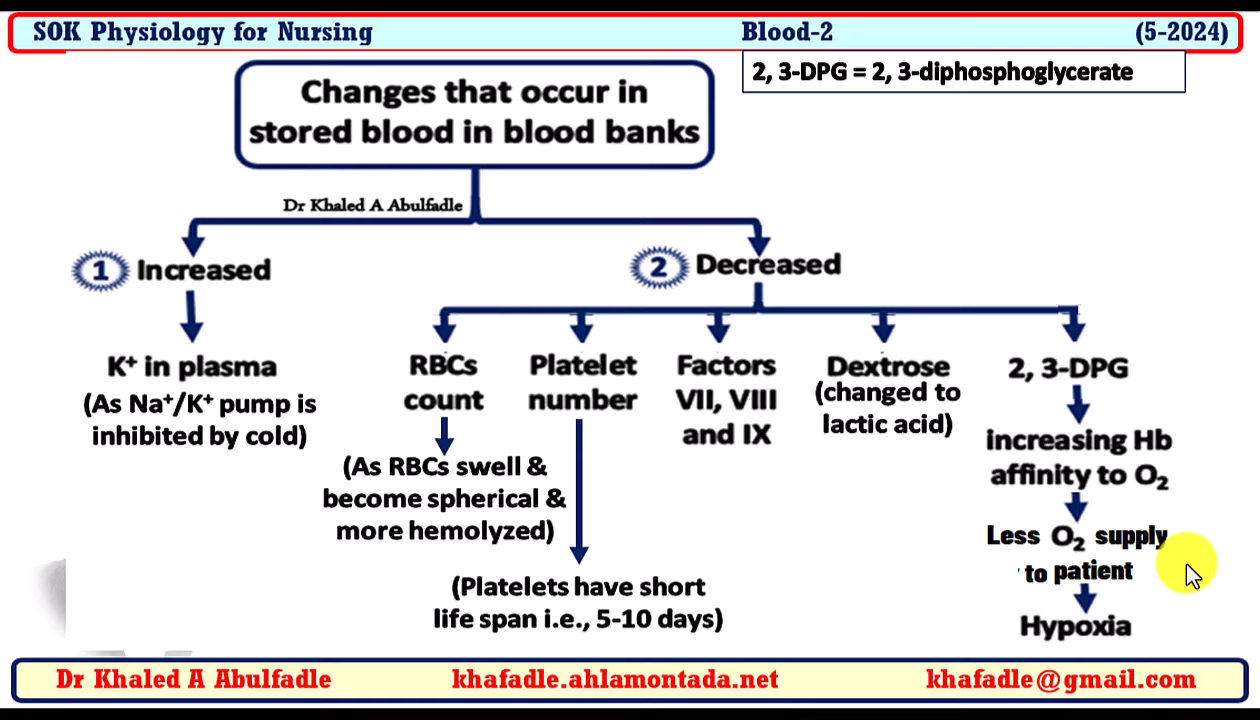 SOK Physiology for Nursing Blood-2 (5-2024)
2, 3-DPG = 2, 3-diphosphoglycerate
Changes that occur in
stored blood in blood banks
Dr Khaled A Abulfadle
1 Increased
2 Decreased
K⁺ in plasma
(As Na⁺/K⁺ pump is
inhibited by cold)
RBCs
count
(As RBCs swell &
become spherical &
more hemolyzed)
Platelet
number
(Platelets have short
life span i.e., 5-10 days)
Factors
VII, VIII
and IX
Dextrose
(changed to
lactic acid)
2, 3-DPG
increasing Hb
affinity to O₂
Less O₂ supply
to patient
Hypoxia
Dr Khaled A Abulfadle khafadle.ahlamontada.net khafadle@gmail.com